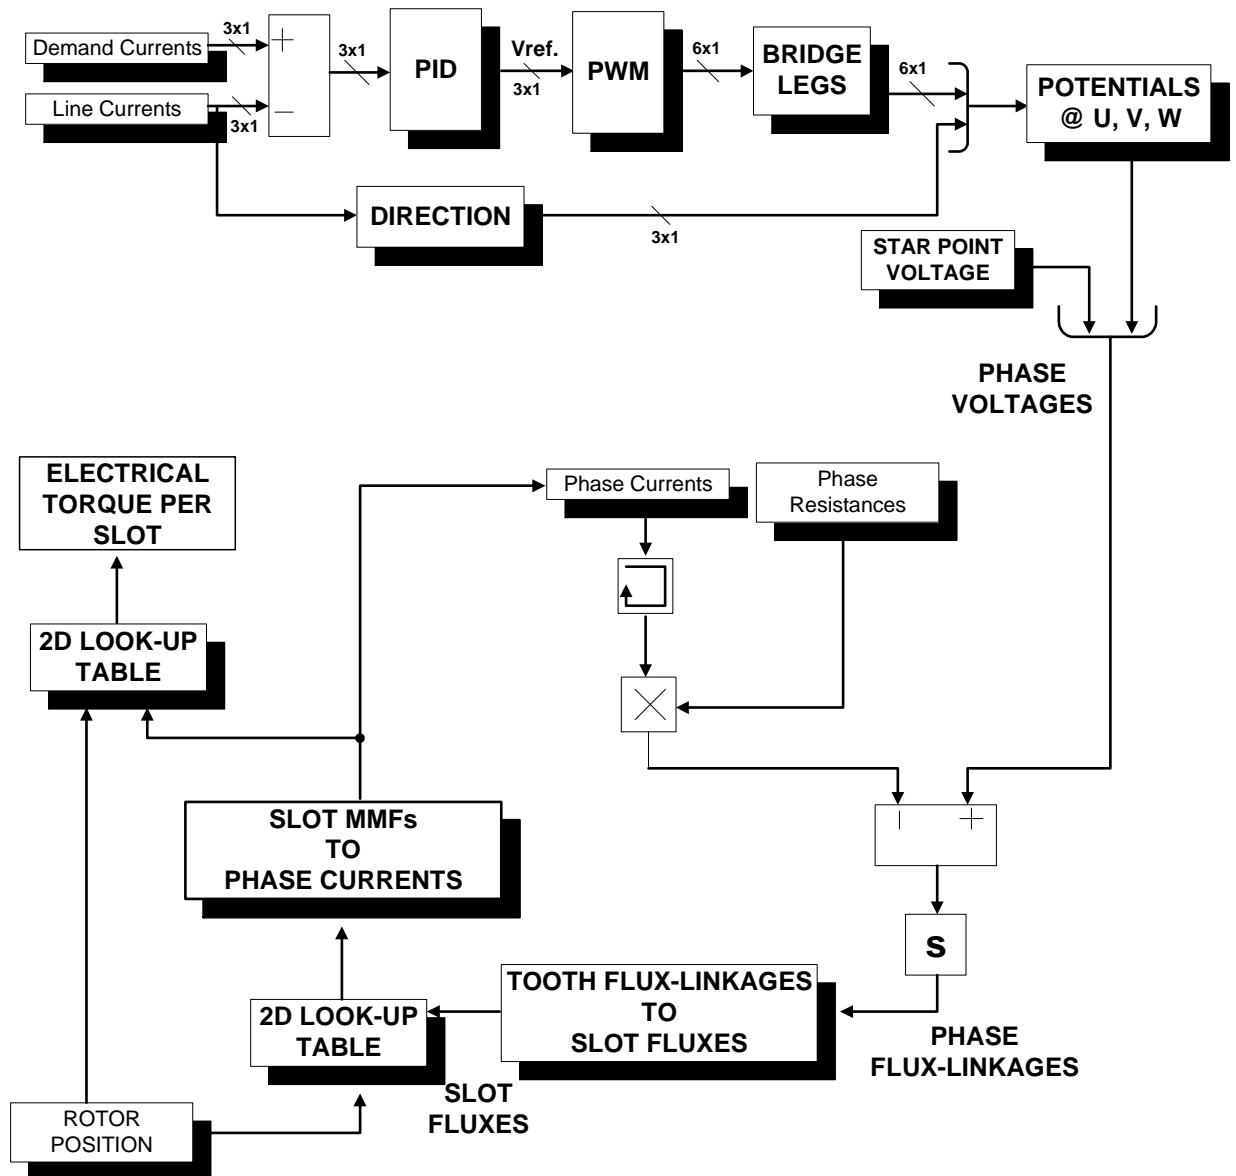 3x1
Demand Currents
+
3x1
PID
Vref.
3x1
PWM
6x1
BRIDGE
LEGS
6x1
POTENTIALS
@ U, V, W
Line Currents
3x1
−
DIRECTION
3x1
STAR POINT
VOLTAGE
PHASE
VOLTAGES
ELECTRICAL
TORQUE PER
SLOT
Phase Currents
Phase
Resistances
2D LOOK-UP
TABLE
SLOT MMFs
TO
PHASE CURRENTS
− +
S
TOOTH FLUX-LINKAGES
TO
SLOT FLUXES
2D LOOK-UP
TABLE
PHASE
FLUX-LINKAGES
SLOT
FLUXES
ROTOR
POSITION